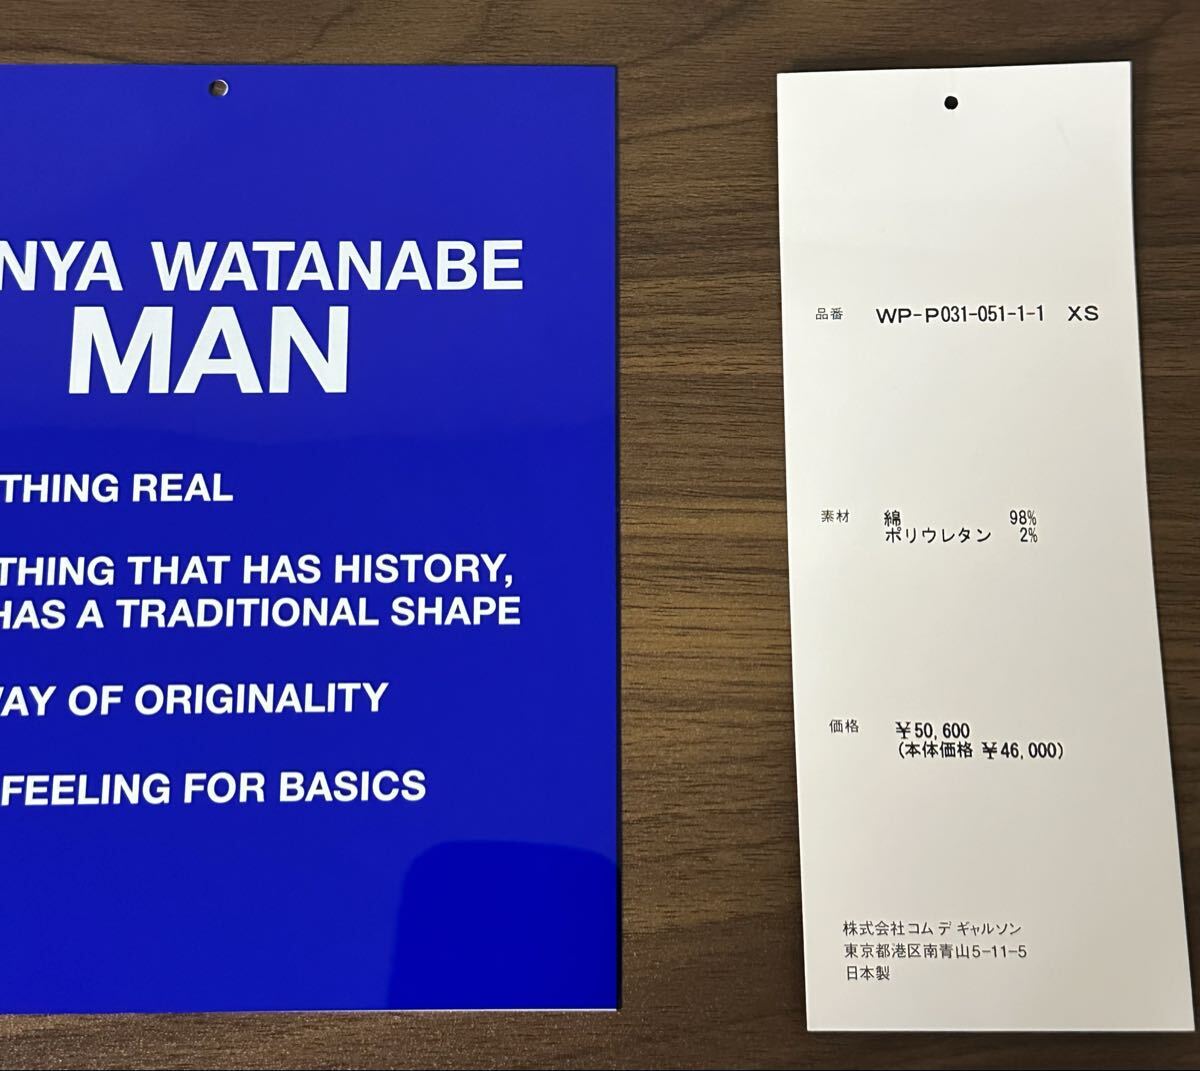 NYA WATANABE
MAN
THING REAL
THING THAT HAS HISTORY,
HAS A TRADITIONAL SHAPE
WAY OF ORIGINALITY
FEELING FOR BASICS
品番 WP-P031-051-1-1 XS
素材 綿 98%
ポリウレタン 2%
価格 ¥50,600
(本体価格 ¥46,000)
株式会社コム デ ギャルソン
東京都港区南青山5-11-5
日本製